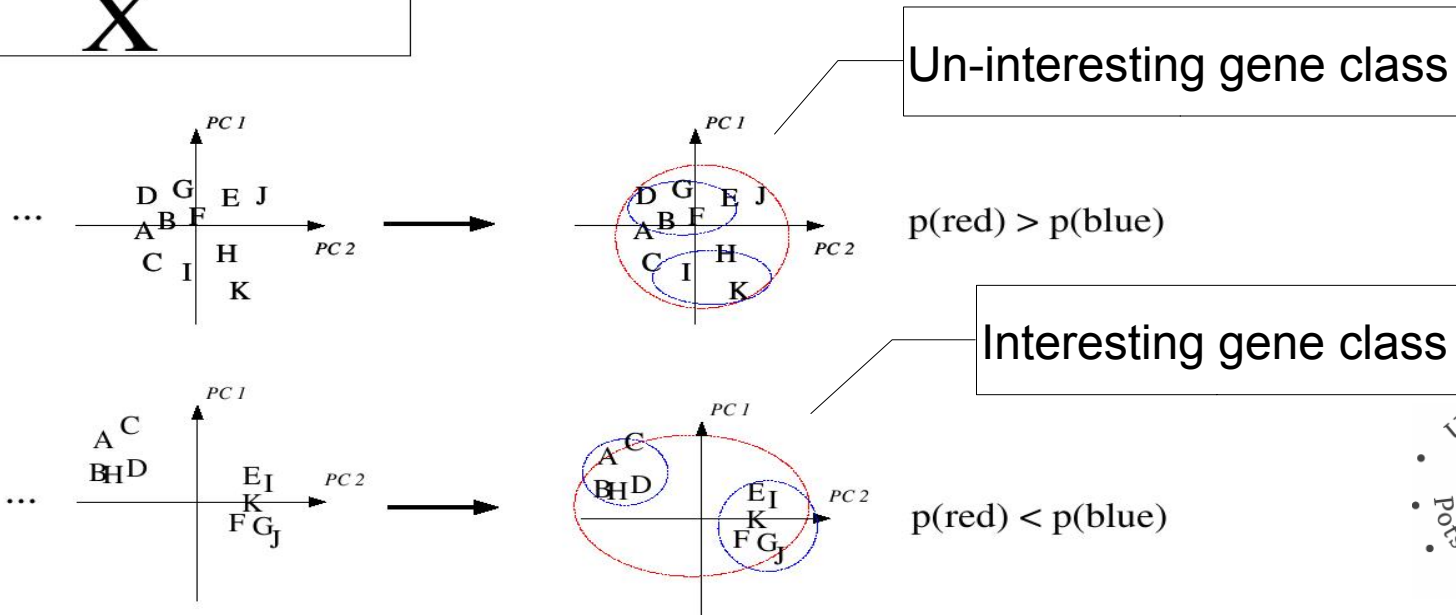 X
Un-interesting gene class
PC 1
D G E J
B F
A
PC 2
C I H
K
...
PC 1
D G E J
B F
A
PC 2
C I H
K
p(red) > p(blue)
Interesting gene class
PC 1
A C
B H D
E I
PC 2
K
F G J
...
PC 1
A C
B H D
E I
PC 2
K
F G J
p(red) < p(blue)